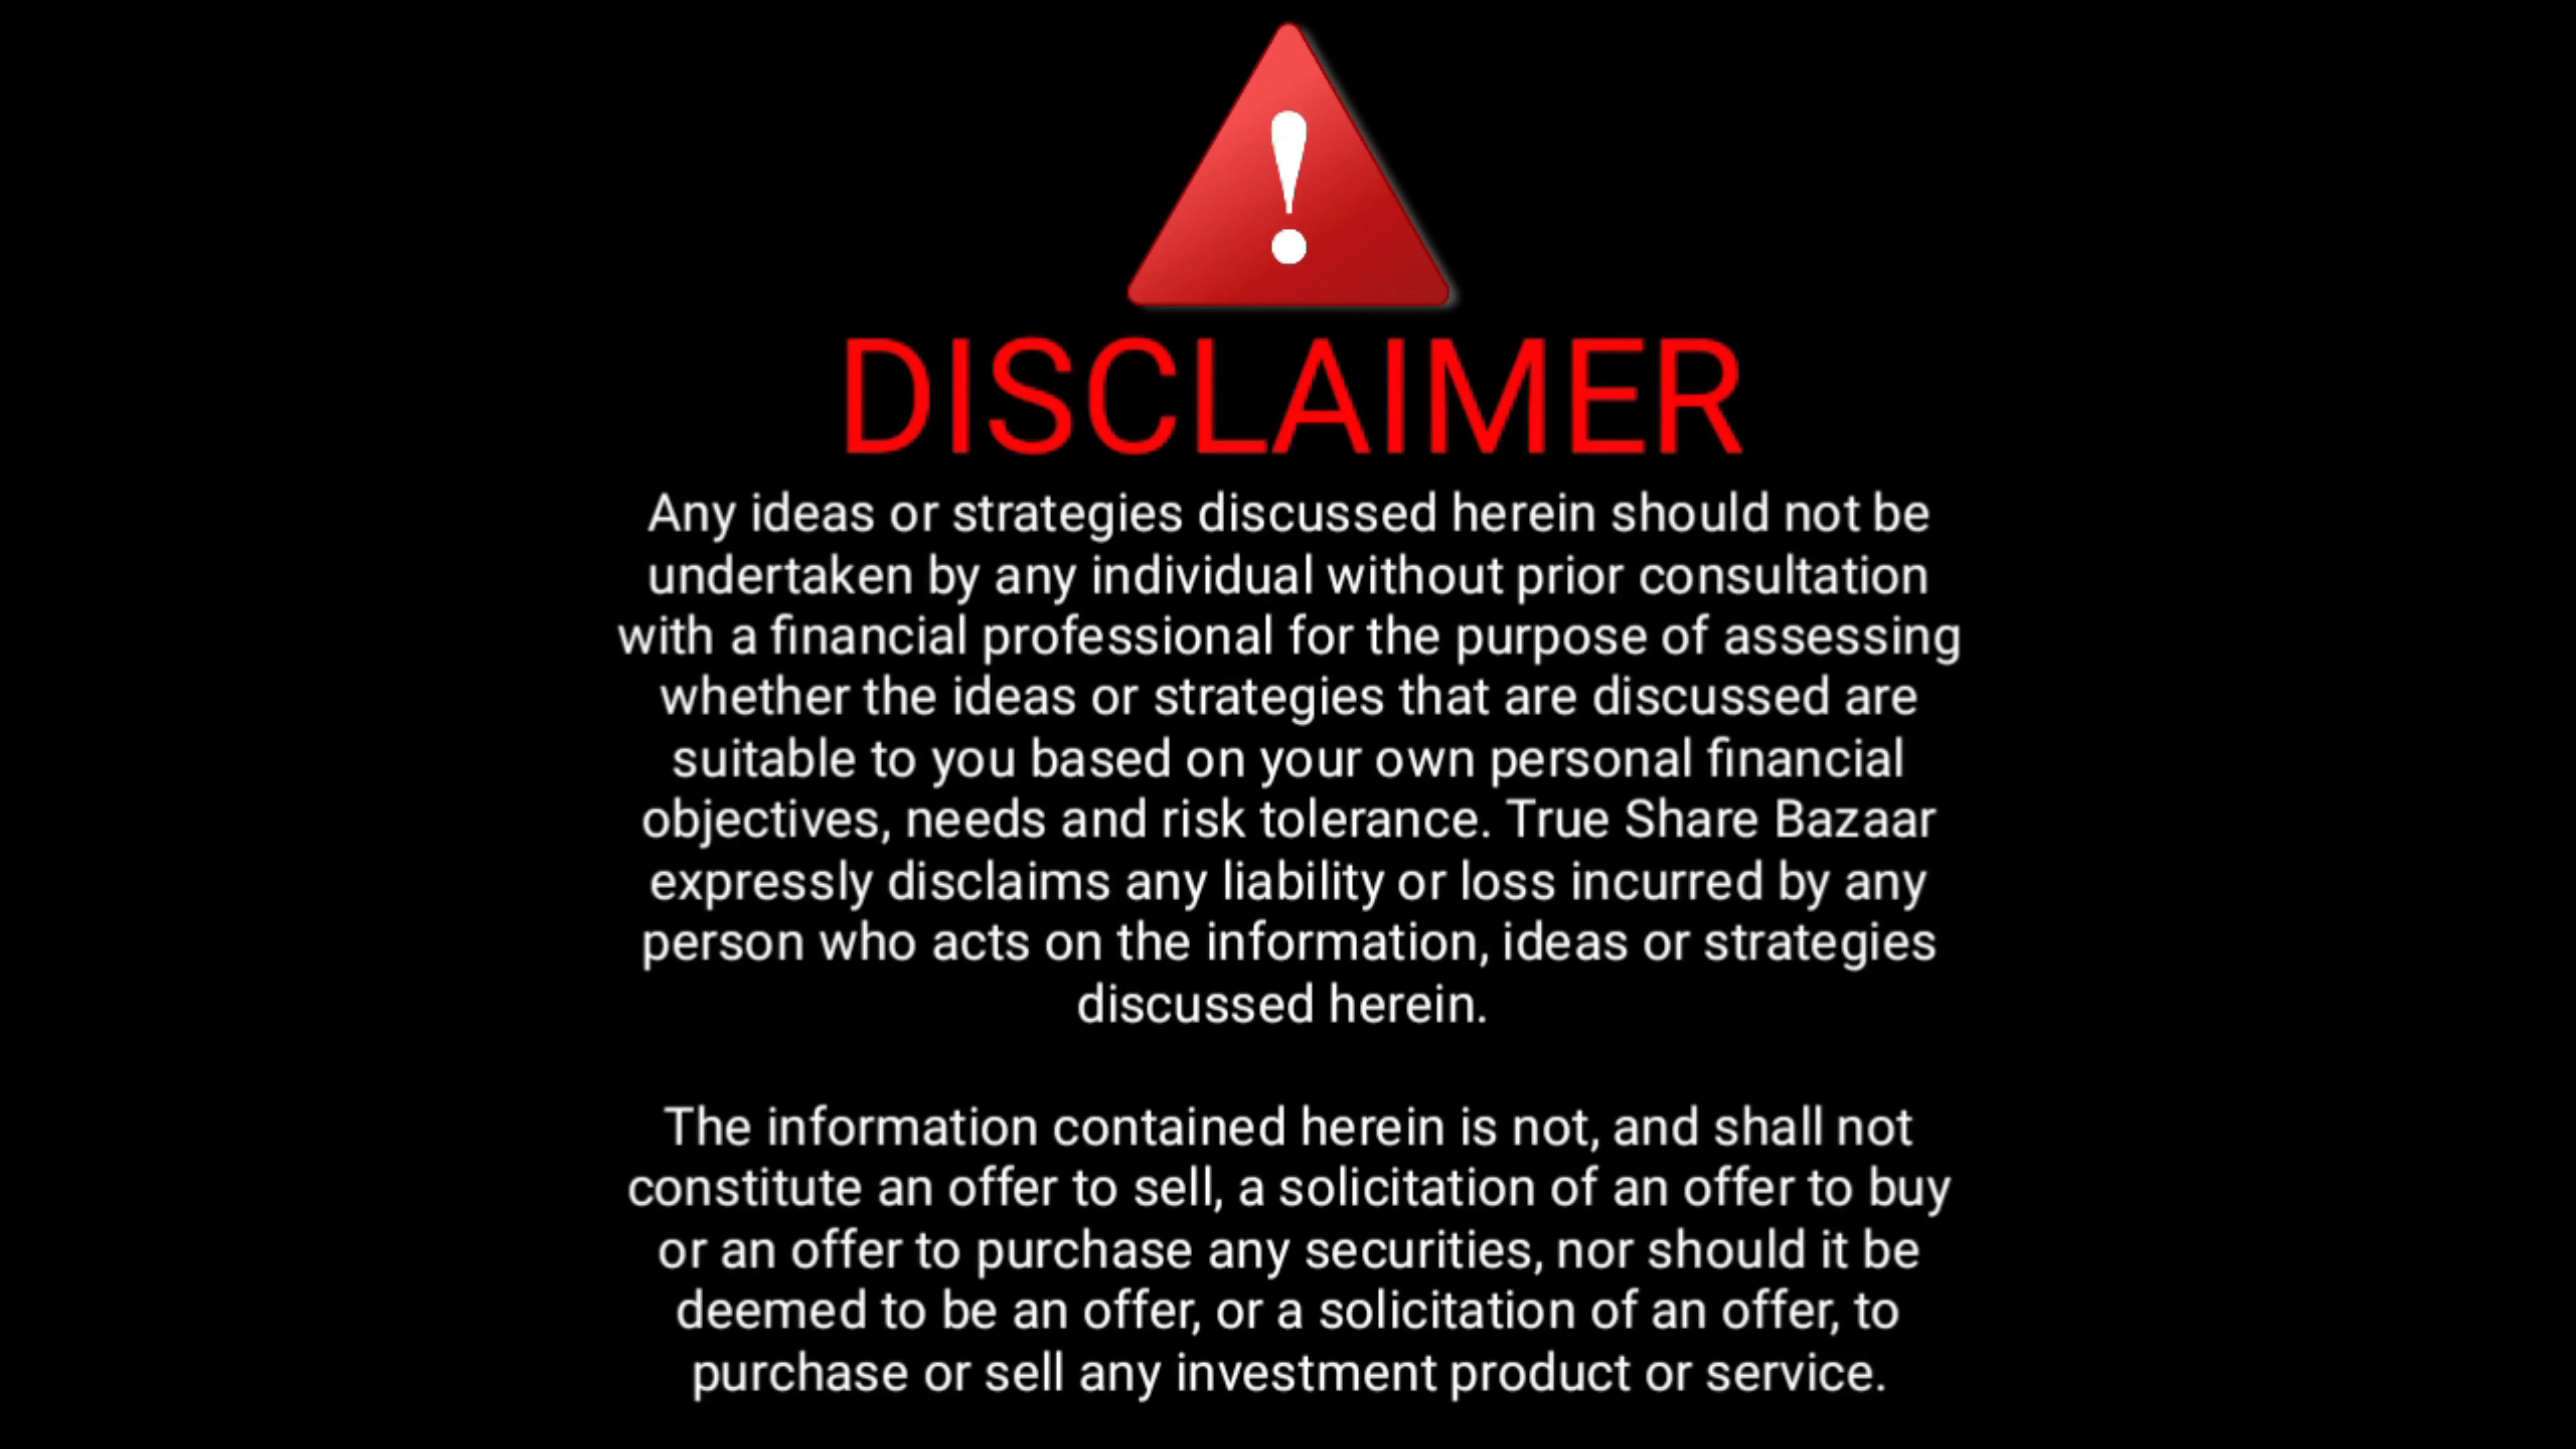 !
DISCLAIMER
Any ideas or strategies discussed herein should not be
undertaken by any individual without prior consultation
with a financial professional for the purpose of assessing
whether the ideas or strategies that are discussed are
suitable to you based on your own personal financial
objectives, needs and risk tolerance. True Share Bazaar
expressly disclaims any liability or loss incurred by any
person who acts on the information, ideas or strategies
discussed herein.
The information contained herein is not, and shall not
constitute an offer to sell, a solicitation of an offer to buy
or an offer to purchase any securities, nor should it be
deemed to be an offer, or a solicitation of an offer, to
purchase or sell any investment product or service.